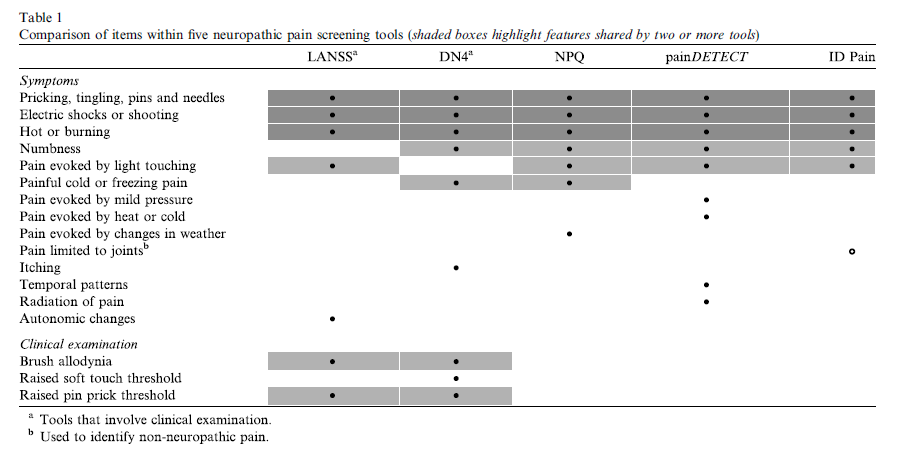 Table 1
Comparison of items within five neuropathic pain screening tools (shaded boxes highlight features shared by two or more tools)
LANSSᵃ DN4ᵃ NPQ painDETECT ID Pain
Symptoms
Pricking, tingling, pins and needles • • • • •
Electric shocks or shooting • • • • •
Hot or burning • • • • •
Numbness • • • •
Pain evoked by light touching • • • •
Painful cold or freezing pain • •
Pain evoked by mild pressure •
Pain evoked by heat or cold •
Pain evoked by changes in weather •
Pain limited to jointsᵇ o
Itching •
Temporal patterns •
Radiation of pain •
Autonomic changes •
Clinical examination
Brush allodynia • •
Raised soft touch threshold •
Raised pin prick threshold • •
ᵃ Tools that involve clinical examination.
ᵇ Used to identify non-neuropathic pain.